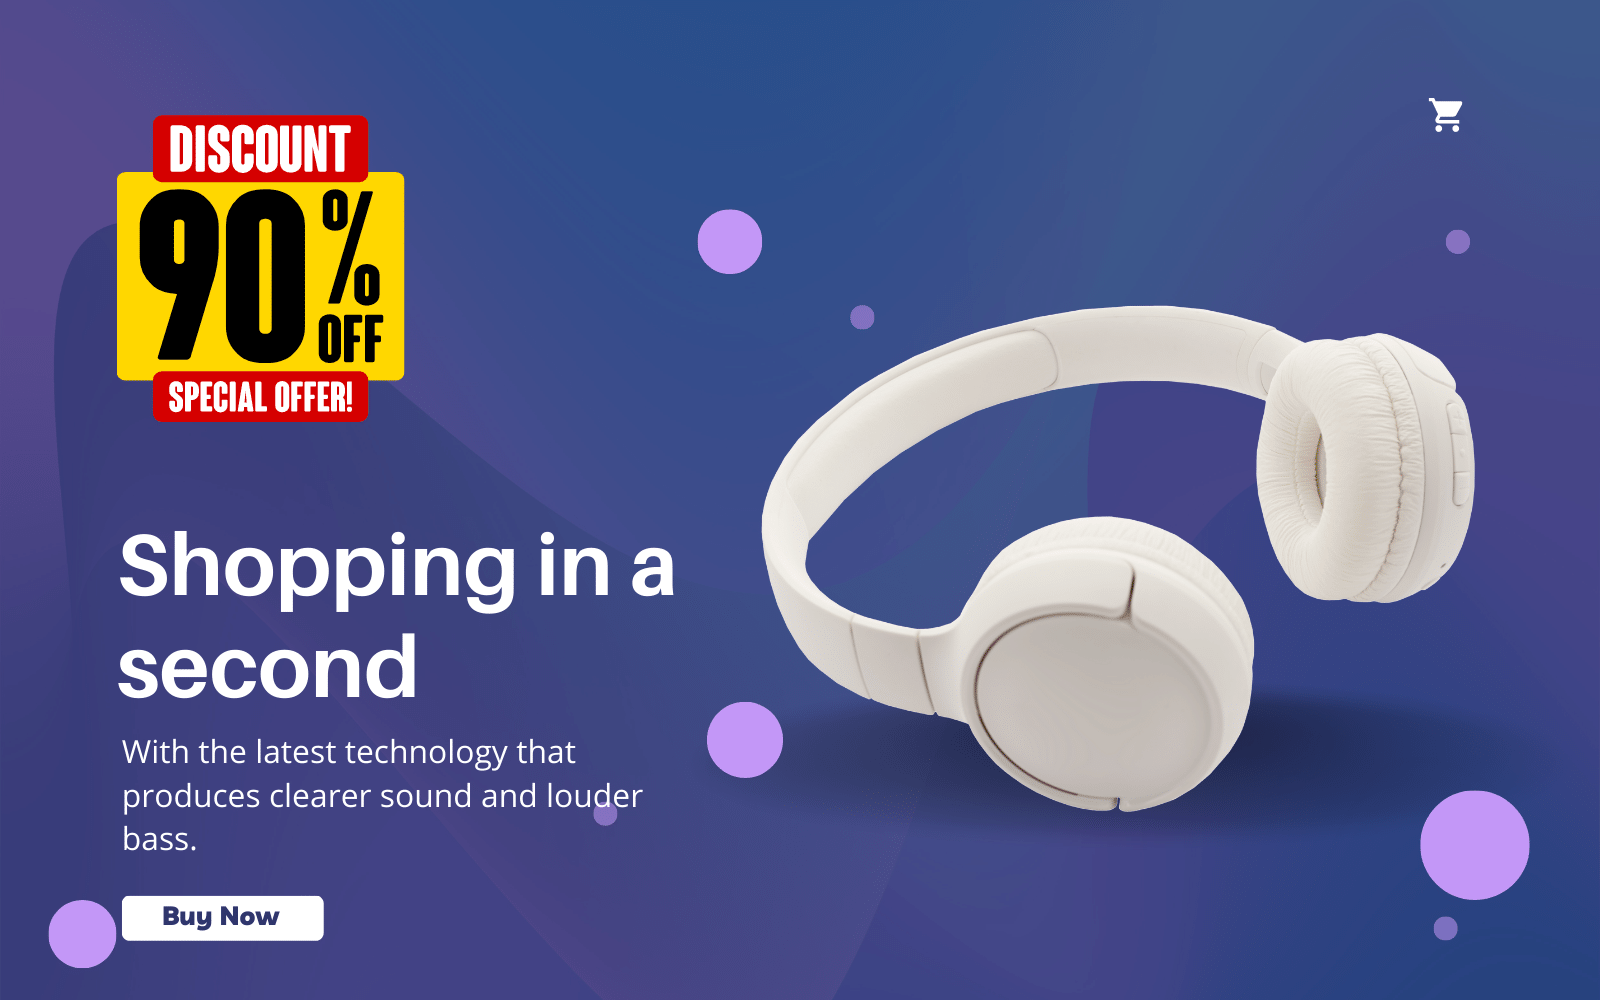 DISCOUNT
90%
OFF
SPECIAL OFFER!
Shopping in a
second
With the latest technology that
produces clearer sound and louder
bass.
Buy Now